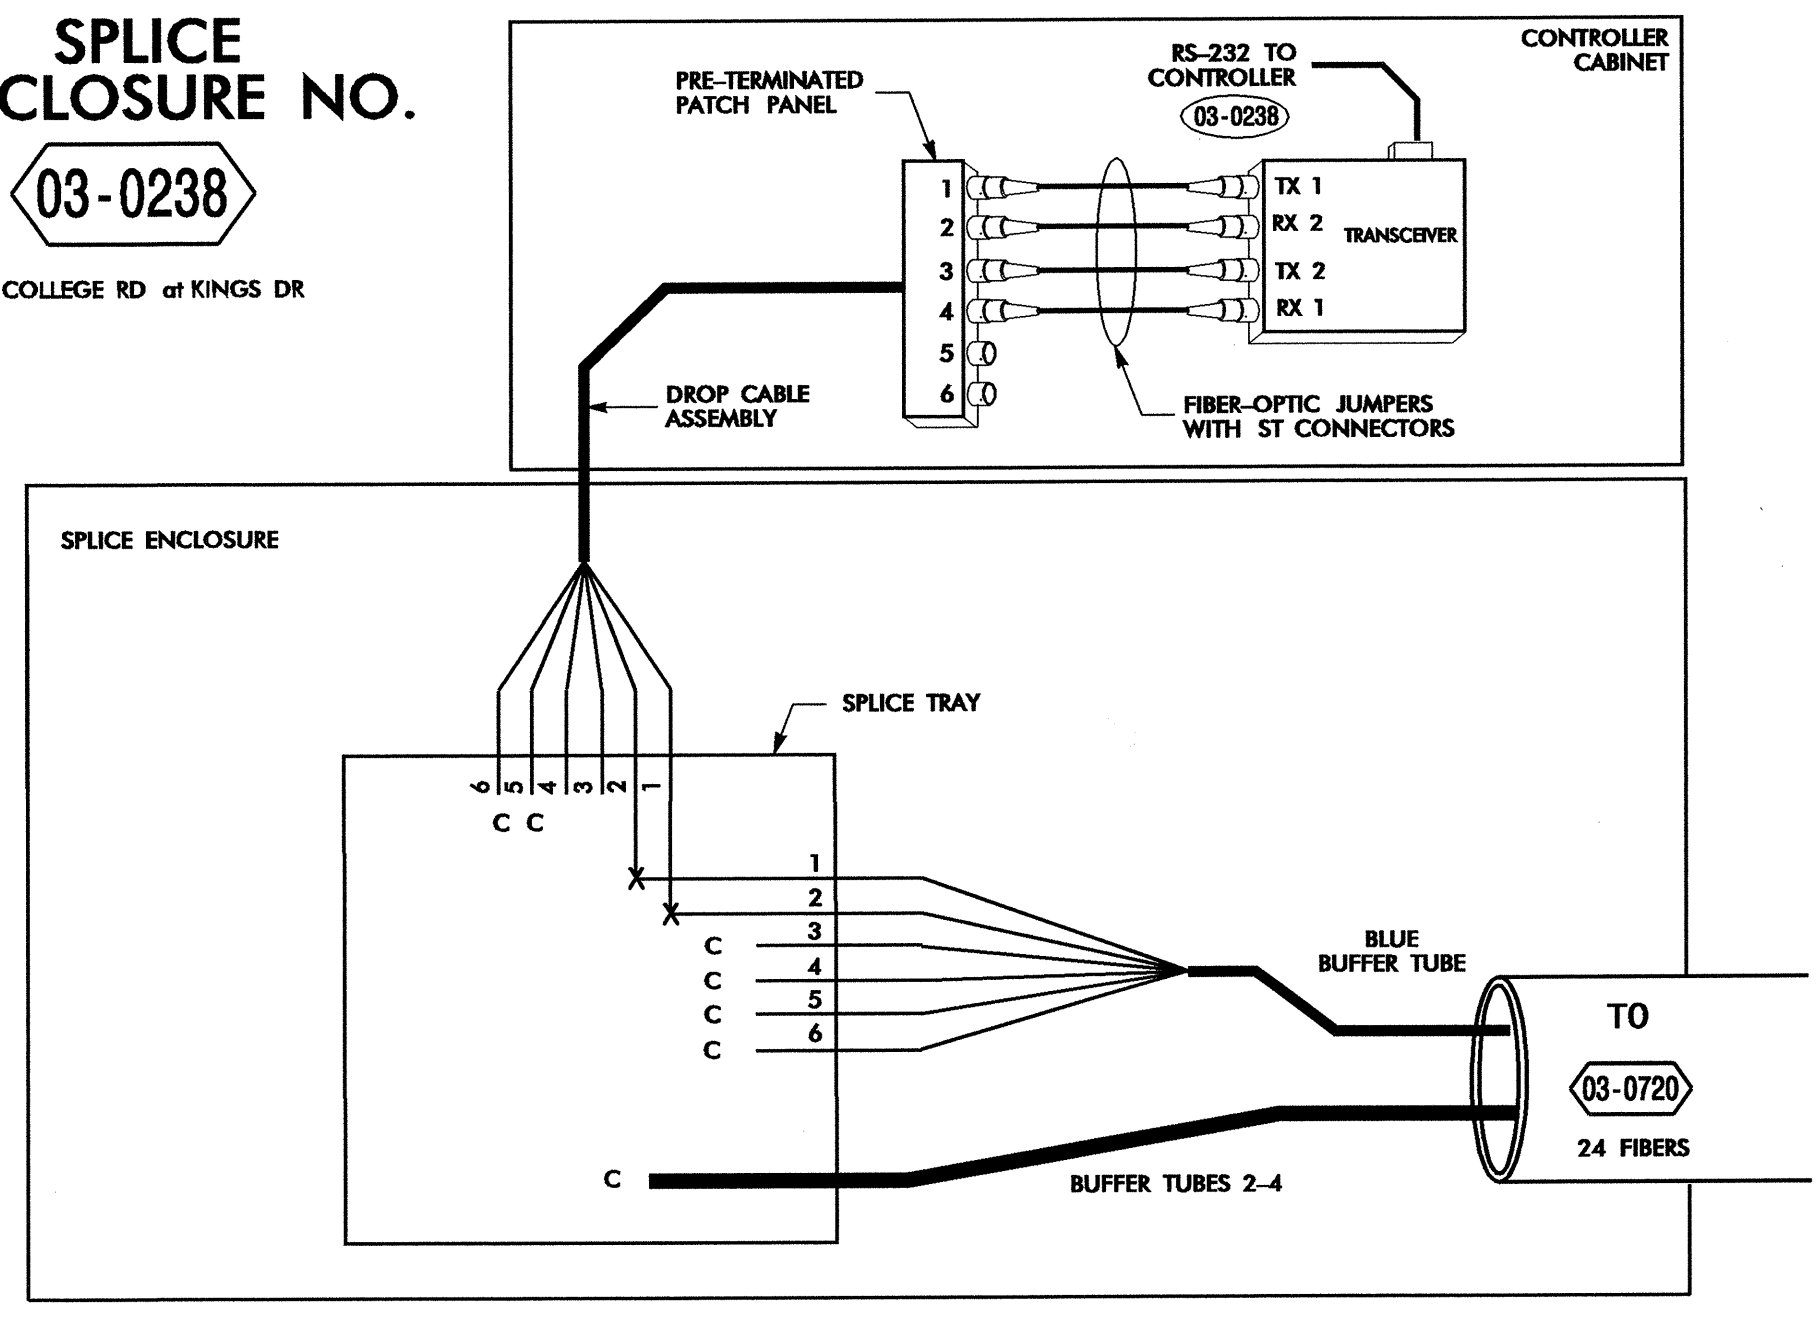 SPLICE
CLOSURE NO.
03-0238
COLLEGE RD at KINGS DR
CONTROLLER
CABINET
RS-232 TO
CONTROLLER
03-0238
PRE-TERMINATED
PATCH PANEL
1
2
3
4
5
6
TX 1
RX 2
TX 2
RX 1
TRANSCEIVER
DROP CABLE
ASSEMBLY
FIBER-OPTIC JUMPERS
WITH ST CONNECTORS
SPLICE ENCLOSURE
SPLICE TRAY
6 5 4 3 2 1
C C
1
2
C 3
C 4
C 5
C 6
BLUE
BUFFER TUBE
TO
03-0720
24 FIBERS
C
BUFFER TUBES 2-4